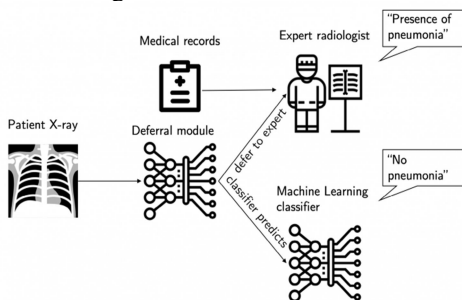 Medical records
Expert radiologist
"Presence of
pneumonia"
Patient X-ray
Deferral module
defer to expert
classifier predicts
Machine Learning
classifier
"No
pneumonia"